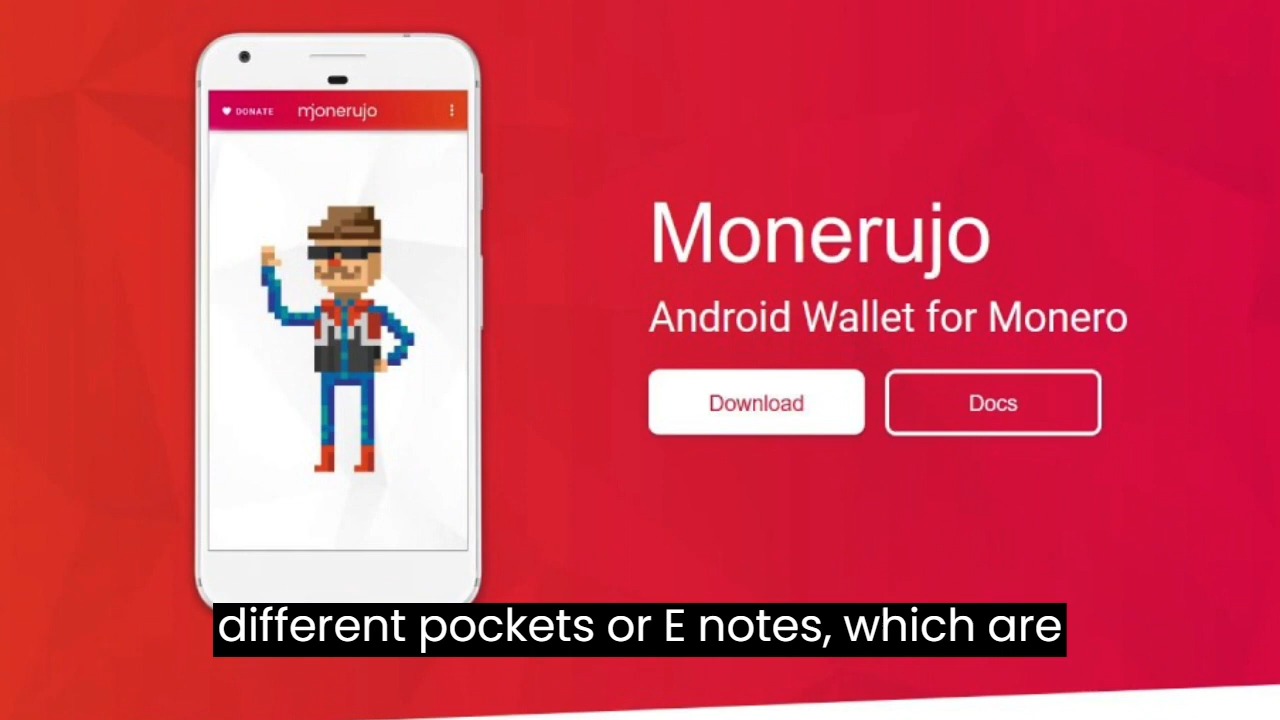 DONATE
monerujo
Monerujo
Android Wallet for Monero
Download
Docs
different pockets or E notes, which are